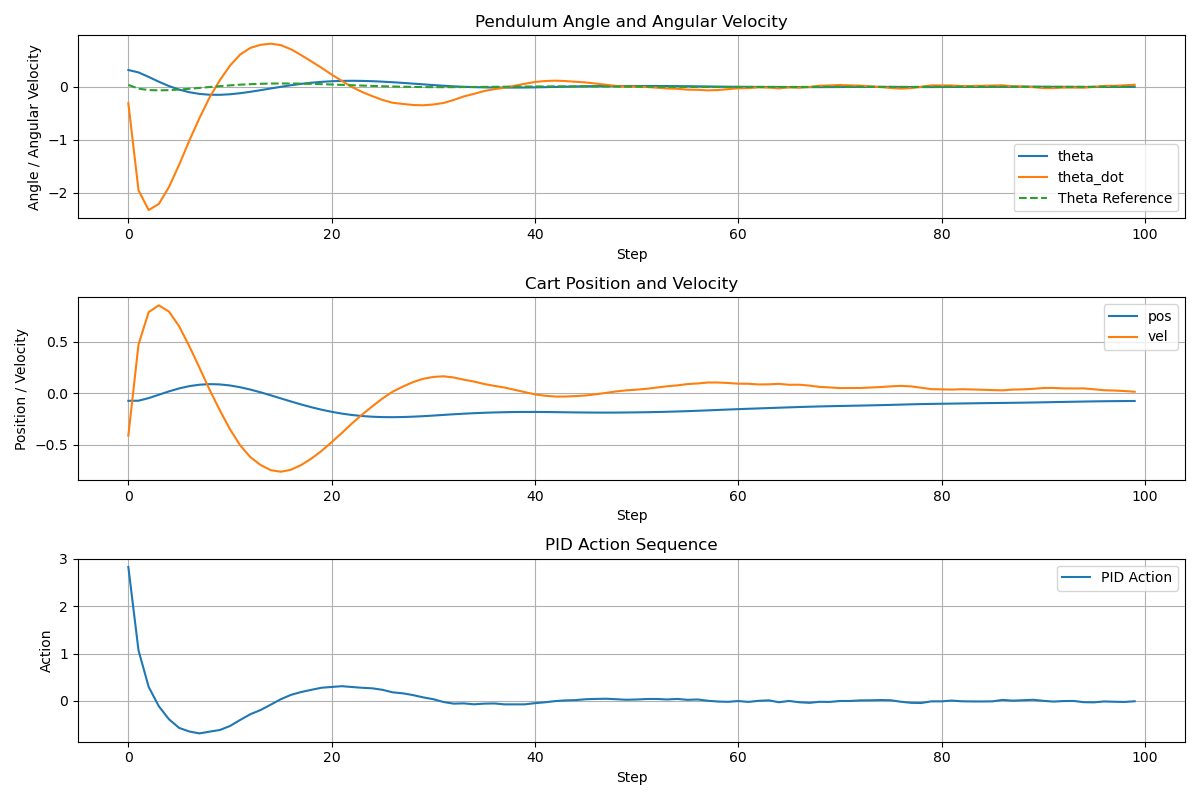 Pendulum Angle and Angular Velocity
Angle / Angular Velocity
0
−1
−2
theta
theta_dot
Theta Reference
0 20 40 60 80 100
Step
Cart Position and Velocity
Position / Velocity
0.5
0.0
−0.5
pos
vel
0 20 40 60 80 100
Step
PID Action Sequence
Action
3
2
1
0
PID Action
0 20 40 60 80 100
Step